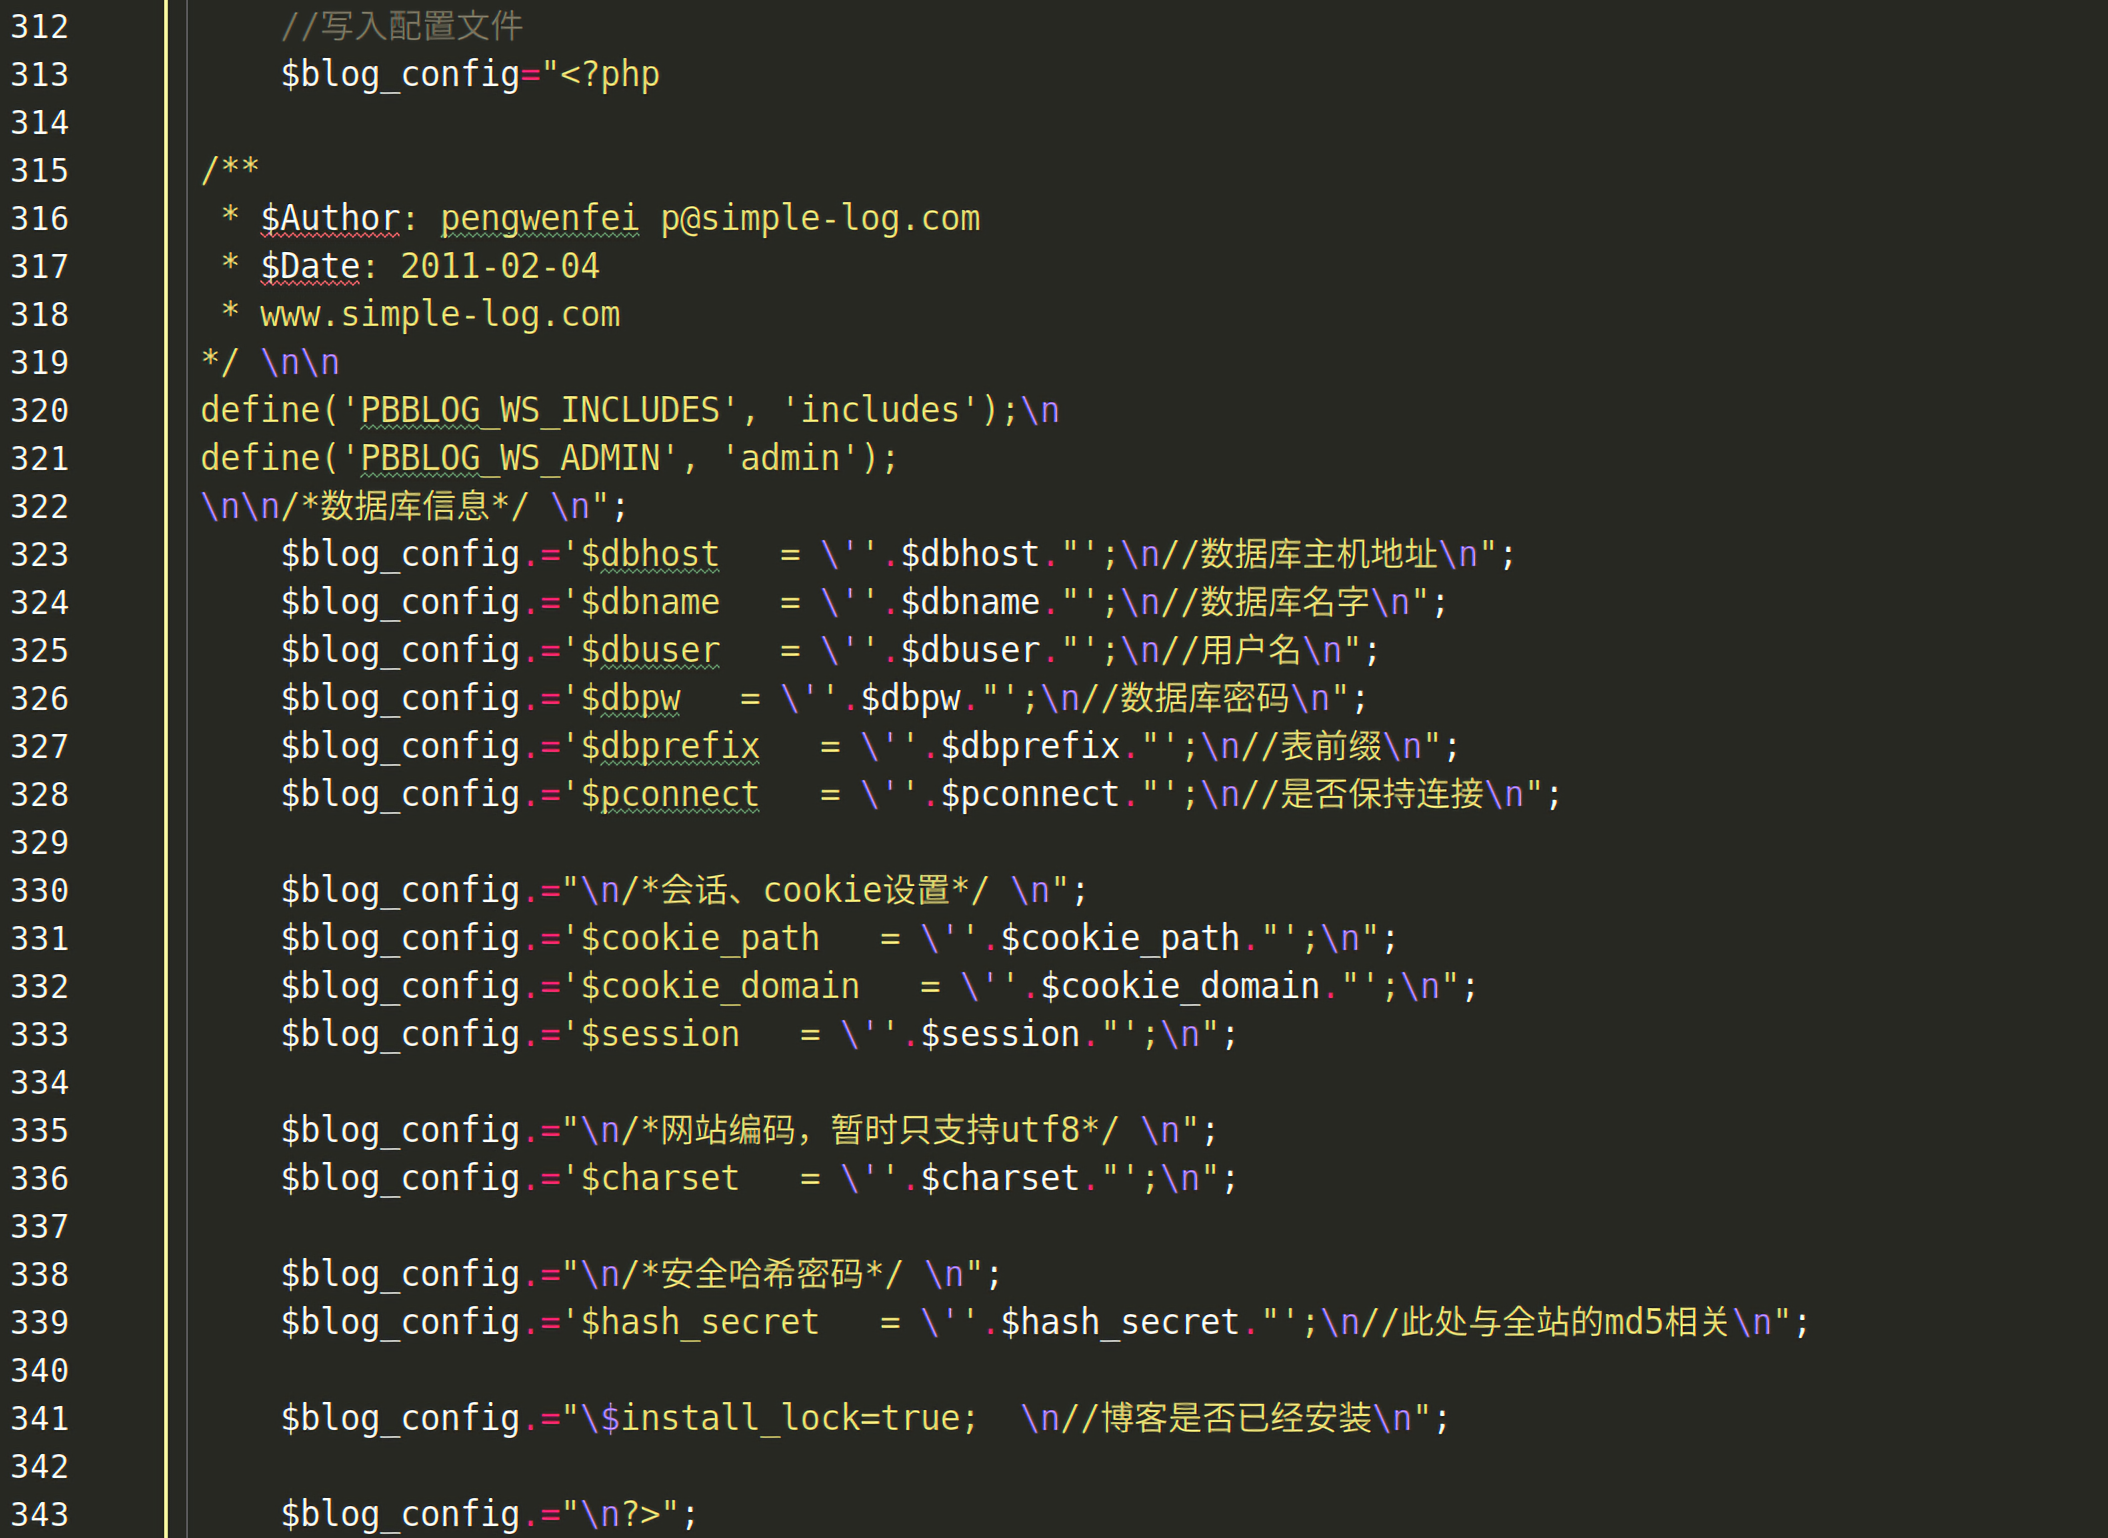 312 //写入配置文件
313 $blog_config="<?php
314
315 /**
316  * $Author: pengwenfei p@simple-log.com
317  * $Date: 2011-02-04
318  * www.simple-log.com
319 */ \n\n
320 define('PBBLOG_WS_INCLUDES', 'includes');\n
321 define('PBBLOG_WS_ADMIN', 'admin');
322 \n\n/*数据库信息*/ \n";
323     $blog_config.='$dbhost   = \''.$dbhost."';\n//数据库主机地址\n";
324     $blog_config.='$dbname   = \''.$dbname."';\n//数据库名字\n";
325     $blog_config.='$dbuser   = \''.$dbuser."';\n//用户名\n";
326     $blog_config.='$dbpw   = \''.$dbpw."';\n//数据库密码\n";
327     $blog_config.='$dbprefix   = \''.$dbprefix."';\n//表前缀\n";
328     $blog_config.='$pconnect   = \''.$pconnect."';\n//是否保持连接\n";
329
330     $blog_config.="\n/*会话、cookie设置*/ \n";
331     $blog_config.='$cookie_path   = \''.$cookie_path."';\n";
332     $blog_config.='$cookie_domain   = \''.$cookie_domain."';\n";
333     $blog_config.='$session   = \''.$session."';\n";
334
335     $blog_config.="\n/*网站编码，暂时只支持utf8*/ \n";
336     $blog_config.='$charset   = \''.$charset."';\n";
337
338     $blog_config.="\n/*安全哈希密码*/ \n";
339     $blog_config.='$hash_secret   = \''.$hash_secret."';\n//此处与全站的md5相关\n";
340
341     $blog_config.="\$install_lock=true;  \n//博客是否已经安装\n";
342
343     $blog_config.="\n?>";